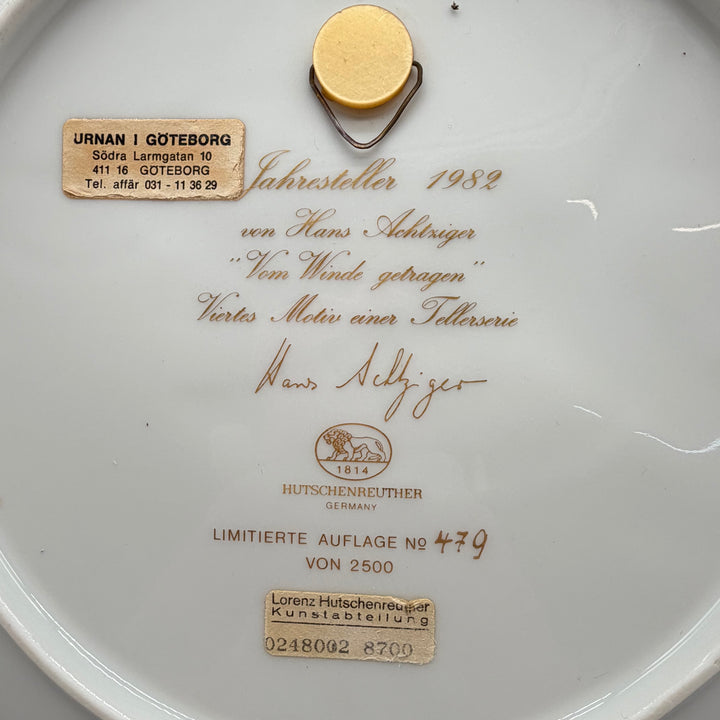 URNAN I GÖTEBORG
Södra Larmgatan 10
411 16 GÖTEBORG
Tel. affär 031 - 11 36 29
Jahresteller 1982
von Hans Achtziger
"Vom Winde getragen"
Viertes Motiv einer Tellerserie
Hans Achtziger
1814
HUTSCHENREUTHER
GERMANY
LIMITIERTE AUFLAGE No 479
VON 2500
Lorenz Hutschenreuther
Kunstabteilung
0248002 8700